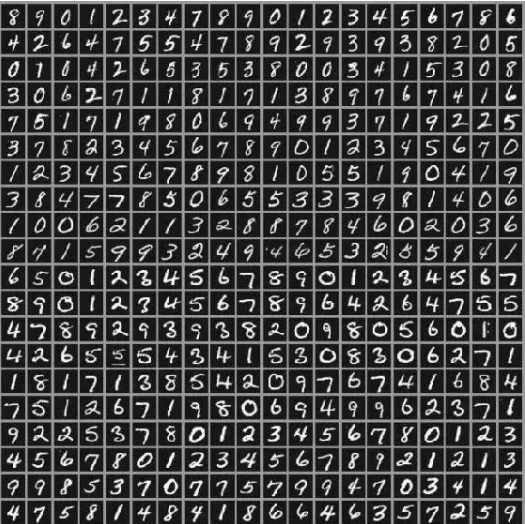 8 9 0 1 2 3 4 7 8 9 0 1 2 3 4 5 6 7 8 6
4 2 6 4 7 5 5 4 7 8 9 2 9 3 9 3 8 2 0 5
0 1 0 4 2 6 5 3 5 3 8 0 0 3 4 1 5 3 0 8
3 0 6 2 7 1 1 8 1 7 1 3 8 9 7 6 7 4 1 6
7 5 1 7 1 9 8 0 6 9 4 9 9 3 7 1 9 2 2 5
3 7 8 2 3 4 5 6 7 8 9 0 1 2 3 4 5 6 7 0
1 2 3 4 5 6 7 8 9 8 1 0 5 5 1 9 0 4 1 9
3 8 4 7 7 8 5 0 6 5 5 3 3 3 9 8 1 4 0 6
1 0 0 6 2 1 1 3 2 8 8 7 8 4 6 0 2 0 3 6
8 7 1 5 9 9 3 2 4 9 4 6 5 3 2 8 5 9 4 1
6 5 0 1 2 3 4 5 6 7 8 9 0 1 2 3 4 5 6 7
8 9 0 1 2 3 4 5 6 7 8 9 6 4 2 6 4 7 5 5
4 7 8 9 2 9 3 9 3 8 2 0 9 8 0 5 6 0 1 0
4 2 6 5 5 5 4 3 4 1 5 3 0 8 3 0 6 2 7 1
1 8 1 7 1 3 8 5 4 2 0 9 7 6 7 4 1 6 8 4
7 5 1 2 6 7 1 9 8 0 6 9 4 9 9 6 2 3 7 1
9 2 2 5 3 7 8 0 1 2 3 4 5 6 7 8 0 1 2 3
4 5 6 7 8 0 1 2 3 4 5 6 7 8 9 2 1 2 1 3
9 9 8 5 3 7 0 7 7 5 7 9 9 4 7 0 3 4 1 4
4 7 5 8 1 4 8 4 1 8 6 6 4 6 3 5 7 2 5 9